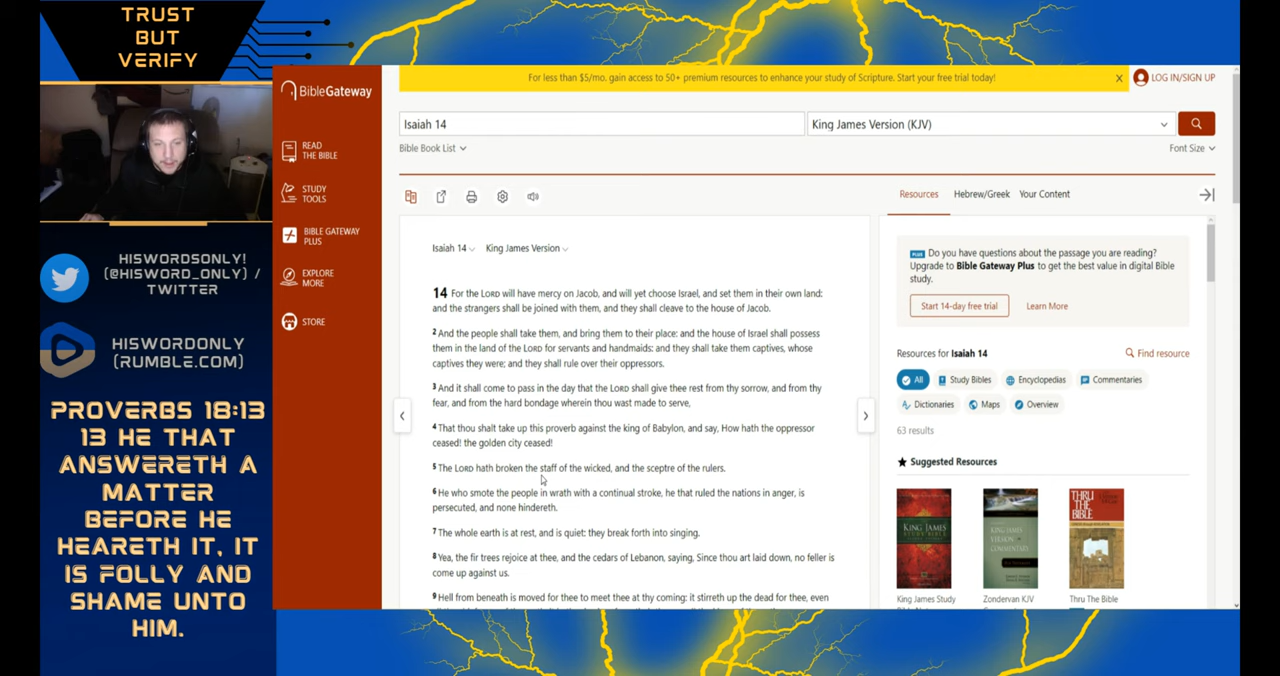 TRUST
BUT
VERIFY
HISWORDSONLY!
(@HISWORD_ONLY) /
TWITTER
HISWORDONLY
(RUMBLE.COM)
PROVERBS 18:13
13 HE THAT
ANSWERETH A
MATTER
BEFORE HE
HEARETH IT, IT
IS FOLLY AND
SHAME UNTO
HIM.
BibleGateway
READ
THE BIBLE
STUDY
TOOLS
BIBLE GATEWAY
PLUS
EXPLORE
MORE
STORE
For less than $5/mo. gain access to 50+ premium resources to enhance your study of Scripture. Start your free trial today!
X
LOG IN/SIGN UP
Isaiah 14
King James Version (KJV)
Bible Book List
Font Size
Isaiah 14
King James Version
14 For the LORD will have mercy on Jacob, and will yet choose Israel, and set them in their own land:
and the strangers shall be joined with them, and they shall cleave to the house of Jacob.
2 And the people shall take them, and bring them to their place: and the house of Israel shall possess
them in the land of the LORD for servants and handmaids: and they shall take them captives, whose
captives they were; and they shall rule over their oppressors.
3 And it shall come to pass in the day that the LORD shall give thee rest from thy sorrow, and from thy
fear, and from the hard bondage wherein thou wast made to serve,
4 That thou shalt take up this proverb against the king of Babylon, and say, How hath the oppressor
ceased! the golden city ceased!
5 The LORD hath broken the staff of the wicked, and the sceptre of the rulers.
6 He who smote the people in wrath with a continual stroke, he that ruled the nations in anger, is
persecuted, and none hindereth.
7 The whole earth is at rest, and is quiet: they break forth into singing.
8 Yea, the fir trees rejoice at thee, and the cedars of Lebanon, saying, Since thou art laid down, no feller is
come up against us.
9 Hell from beneath is moved for thee to meet thee at thy coming: it stirreth up the dead for thee, even
Resources
Hebrew/Greek
Your Content
PLUS Do you have questions about the passage you are reading?
Upgrade to Bible Gateway Plus to get the best value in digital Bible
study.
Start 14-day free trial
Learn More
Resources for Isaiah 14
Find resource
All
Study Bibles
Encyclopedias
Commentaries
Dictionaries
Maps
Overview
63 results
Suggested Resources
KING JAMES
STUDY BIBLE
KING JAMES
VERSION
COMMENTARY
THRU
THE
BIBLE
King James Study
Zondervan KJV
Thru The Bible